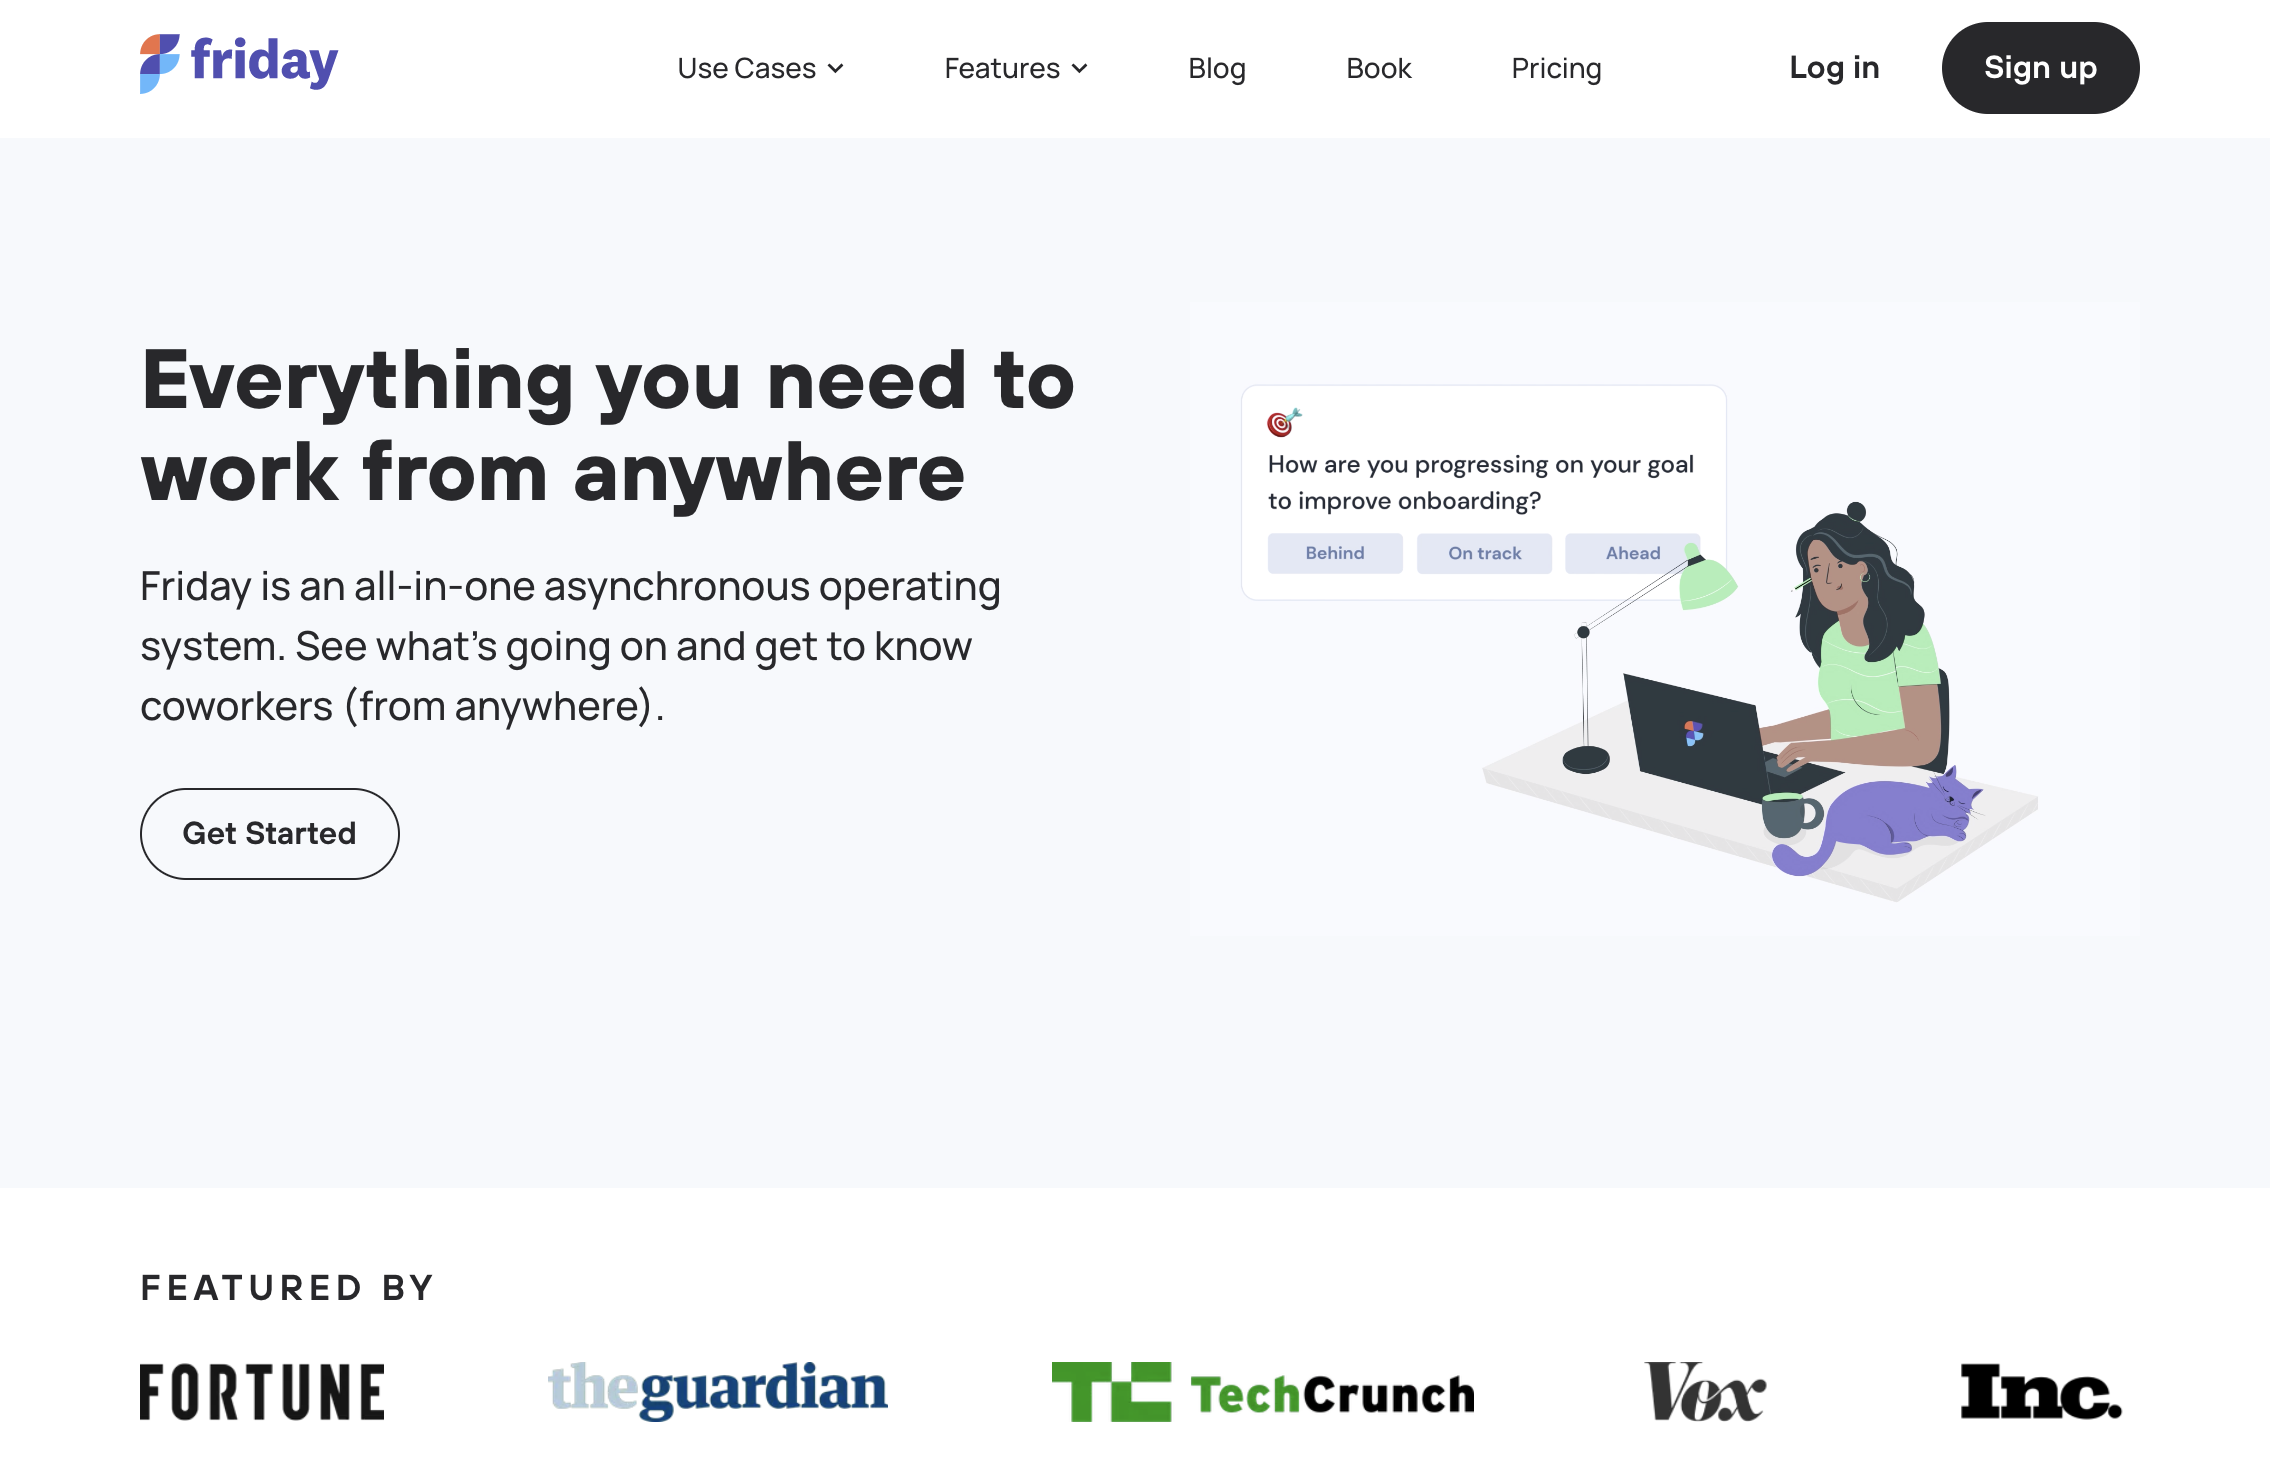 friday
Use Cases
Features
Blog
Book
Pricing
Log in
Sign up
Everything you need to
work from anywhere
Friday is an all-in-one asynchronous operating
system. See what’s going on and get to know
coworkers (from anywhere).
Get Started
How are you progressing on your goal
to improve onboarding?
Behind
On track
Ahead
FEATURED BY
FORTUNE
theguardian
TC TechCrunch
Vox
Inc.